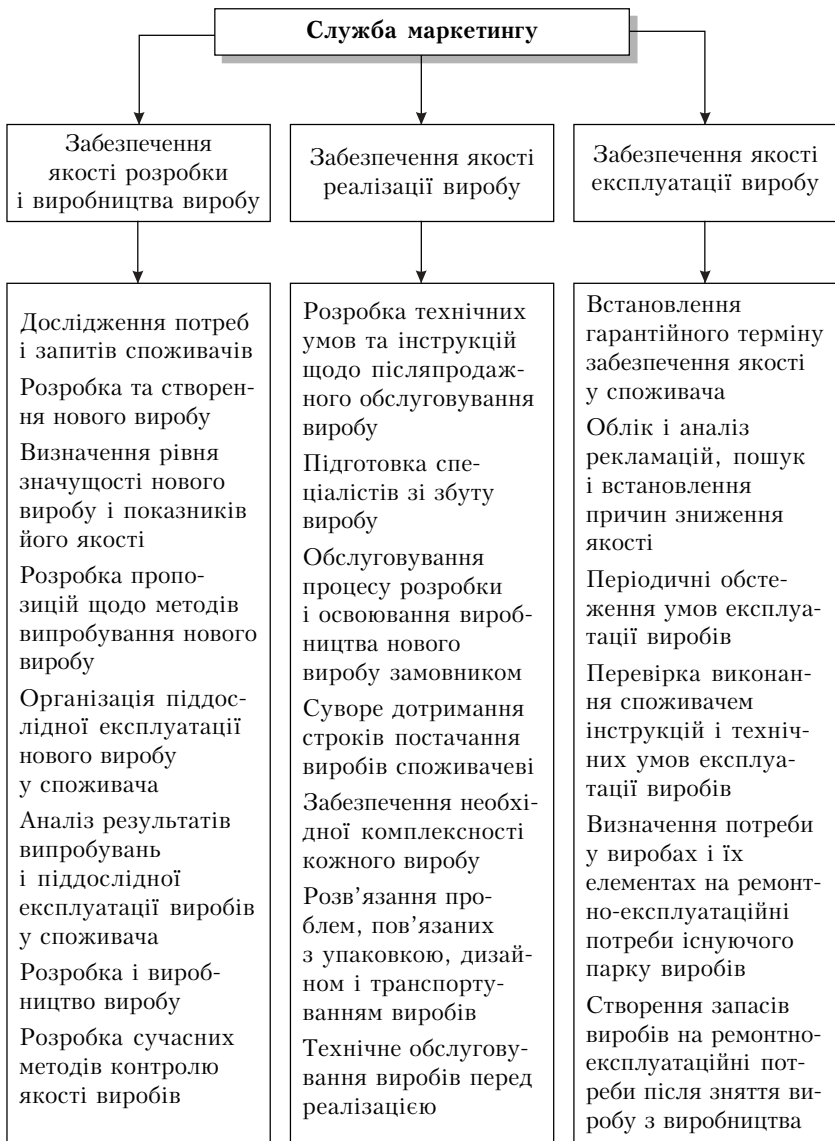 Служба маркетингу
Забезпечення
якості розробки
і виробництва виробу
Забезпечення якості
реалізації виробу
Забезпечення якості
експлуатації виробу
Дослідження потреб
і запитів споживачів
Розробка та створен-
ня нового виробу
Визначення рівня
значущості нового
виробу і показників
його якості
Розробка пропо-
зицій щодо методів
випробування нового
виробу
Організація піддос-
лідної експлуатації
нового виробу
у споживача
Аналіз результатів
випробувань
і піддослідної
експлуатації виробів
у споживача
Розробка і вироб-
ництво виробу
Розробка сучасних
методів контролю
якості виробів
Розробка технічних
умов та інструкцій
щодо післяпродаж-
ного обслуговування
виробу
Підготовка спе-
ціалістів зі збуту
виробу
Обслуговування
процесу розробки
і освоювання вироб-
ництва нового
виробу замовником
Суворе дотримання
строків постачання
виробів споживачеві
Забезпечення необхі-
дної комплексності
кожного виробу
Розв’язання про-
блем, пов’язаних
з упаковкою, дизай-
ном і транспорту-
ванням виробів
Технічне обслугову-
вання виробів перед
реалізацією
Встановлення
гарантійного терміну
забезпечення якості
у споживача
Облік і аналіз
рекламацій, пошук
і встановлення
причин зниження
якості
Періодичні обсте-
ження умов експлуа-
тації виробів
Перевірка виконан-
ня споживачем
інструкцій і техніч-
них умов експлуа-
тації виробів
Визначення потреби
у виробах і їх
елементах на ремонт-
но-експлуатаційні
потреби існуючого
парку виробів
Створення запасів
виробів на ремонтно-
експлуатаційні пот-
реби після зняття ви-
робу з виробництва